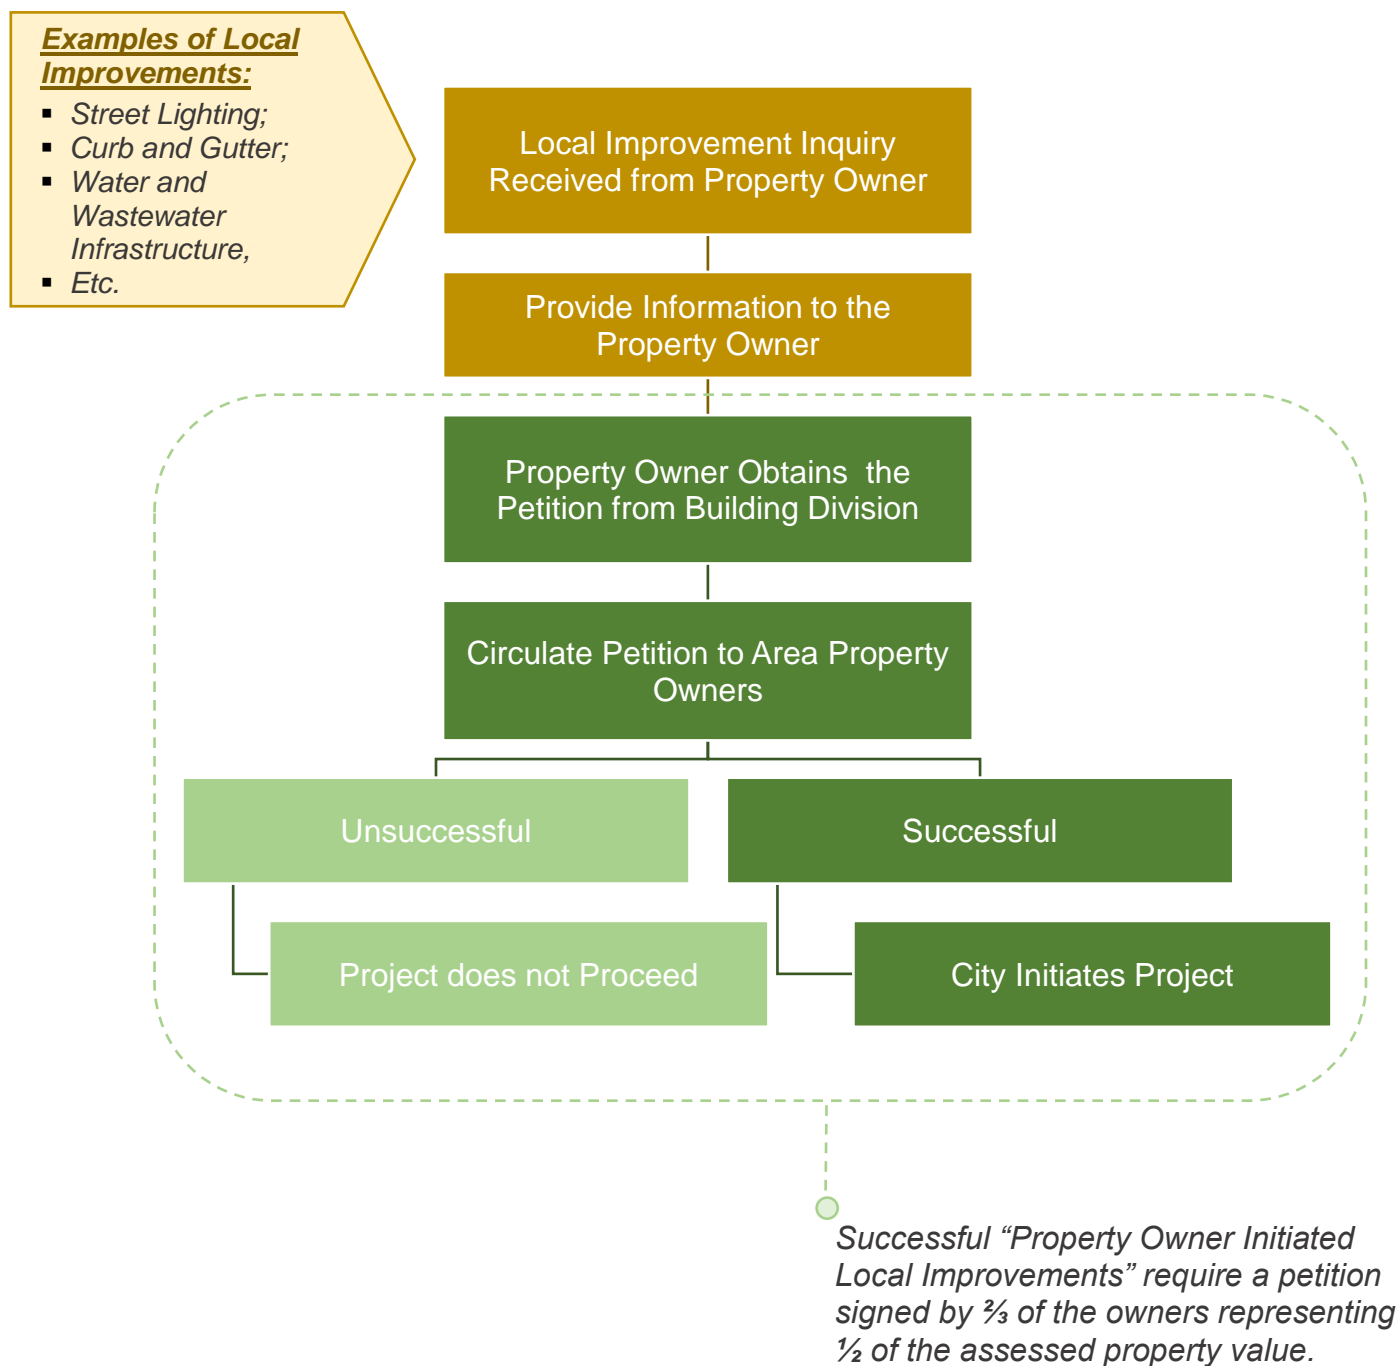 Examples of Local
Improvements:
▪ Street Lighting;
▪ Curb and Gutter;
▪ Water and
Wastewater
Infrastructure,
▪ Etc.
Local Improvement Inquiry
Received from Property Owner
Provide Information to the
Property Owner
Property Owner Obtains  the
Petition from Building Division
Circulate Petition to Area Property
Owners
Unsuccessful
Successful
Project does not Proceed
City Initiates Project
Successful “Property Owner Initiated
Local Improvements” require a petition
signed by ⅔ of the owners representing
½ of the assessed property value.